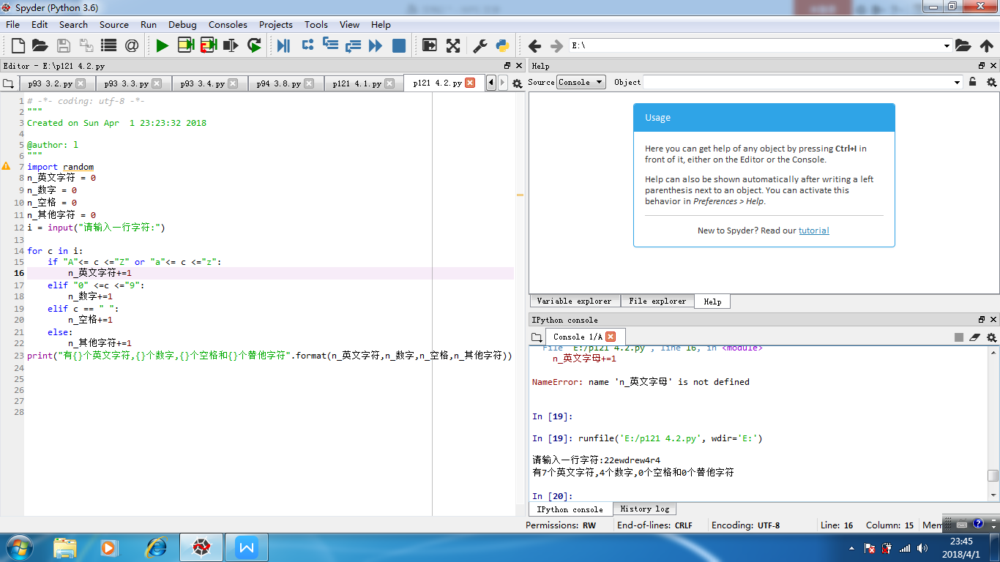 Spyder (Python 3.6)
File Edit Search Source Run Debug Consoles Projects Tools View Help
E:\
Editor - E:\p121 4.2.py
p93 3.2.py p93 3.3.py p93 3.4.py p94 3.8.py p121 4.1.py p121 4.2.py
1 # -*- coding: utf-8 -*-
2 """
3 Created on Sun Apr  1 23:23:32 2018
4
5 @author: l
6 """
7 import random
8 n_英文字符 = 0
9 n_数字 = 0
10 n_空格 = 0
11 n_其他字符 = 0
12 i = input("请输入一行字符:")
13
14 for c in i:
15     if "A"<= c <="Z" or "a"<= c <="z":
16         n_英文字符+=1
17     elif "0" <=c <="9":
18         n_数字+=1
19     elif c == " ":
20         n_空格+=1
21     else:
22         n_其他字符+=1
23 print("有{}个英文字符,{}个数字,{}个空格和{}个替他字符".format(n_英文字符,n_数字,n_空格,n_其他字符))
24
25
26
27
28
Help
Source Console Object
Usage
Here you can get help of any object by pressing Ctrl+I in
front of it, either on the Editor or the Console.
Help can also be shown automatically after writing a left
parenthesis next to an object. You can activate this
behavior in Preferences > Help.
New to Spyder? Read our tutorial
Variable explorer File explorer Help
IPython console
Console 1/A
File "E:/p121 4.2.py", line 16, in <module>
n_英文字母+=1
NameError: name 'n_英文字母' is not defined
In [19]:
In [19]: runfile('E:/p121 4.2.py', wdir='E:')
请输入一行字符:22ewdrew4r4
有7个英文字符,4个数字,0个空格和0个替他字符
In [20]:
IPython console History log
Permissions: RW End-of-lines: CRLF Encoding: UTF-8 Line: 16 Column: 15 Mem
23:45
2018/4/1